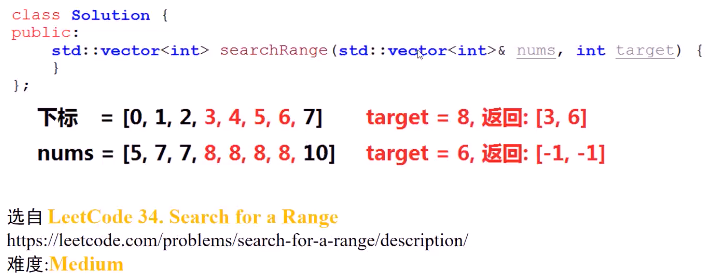 class Solution {
public:
std::vector<int> searchRange(std::vector<int>& nums, int target) {
}
};
下标 = [0, 1, 2, 3, 4, 5, 6, 7] target = 8, 返回: [3, 6]
nums = [5, 7, 7, 8, 8, 8, 8, 10] target = 6, 返回: [-1, -1]
选自 LeetCode 34. Search for a Range
https://leetcode.com/problems/search-for-a-range/description/
难度:Medium